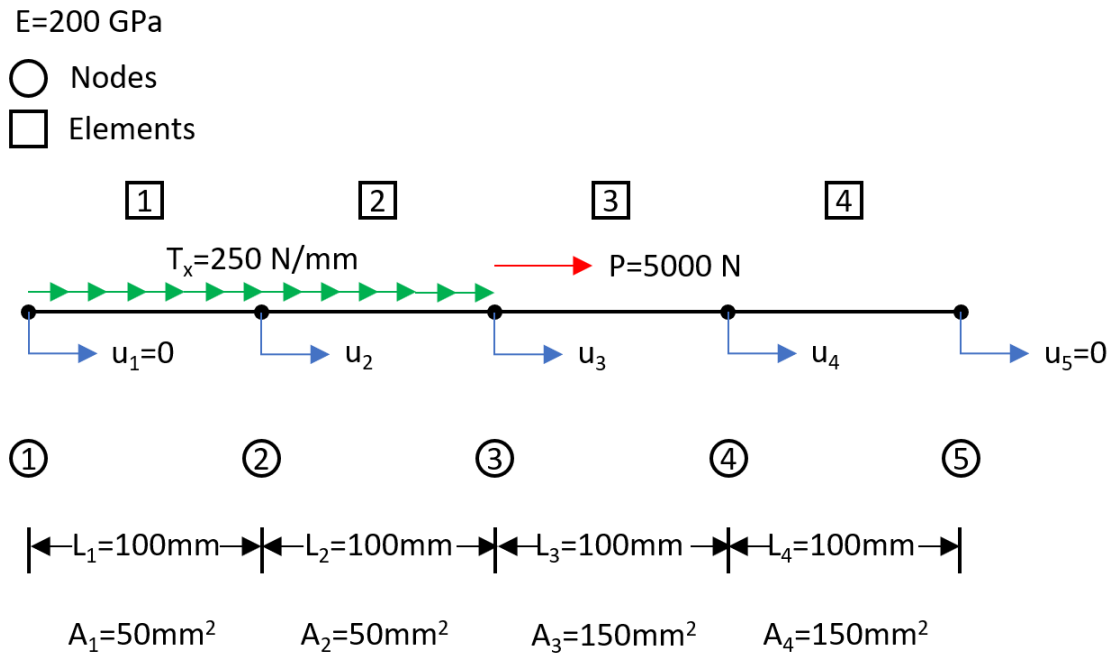 E=200 GPa
Nodes
Elements
1 2 3 4
Tₓ=250 N/mm P=5000 N
u₁=0 u₂ u₃ u₄ u₅=0
1 2 3 4 5
L₁=100mm L₂=100mm L₃=100mm L₄=100mm
A₁=50mm² A₂=50mm² A₃=150mm² A₄=150mm²